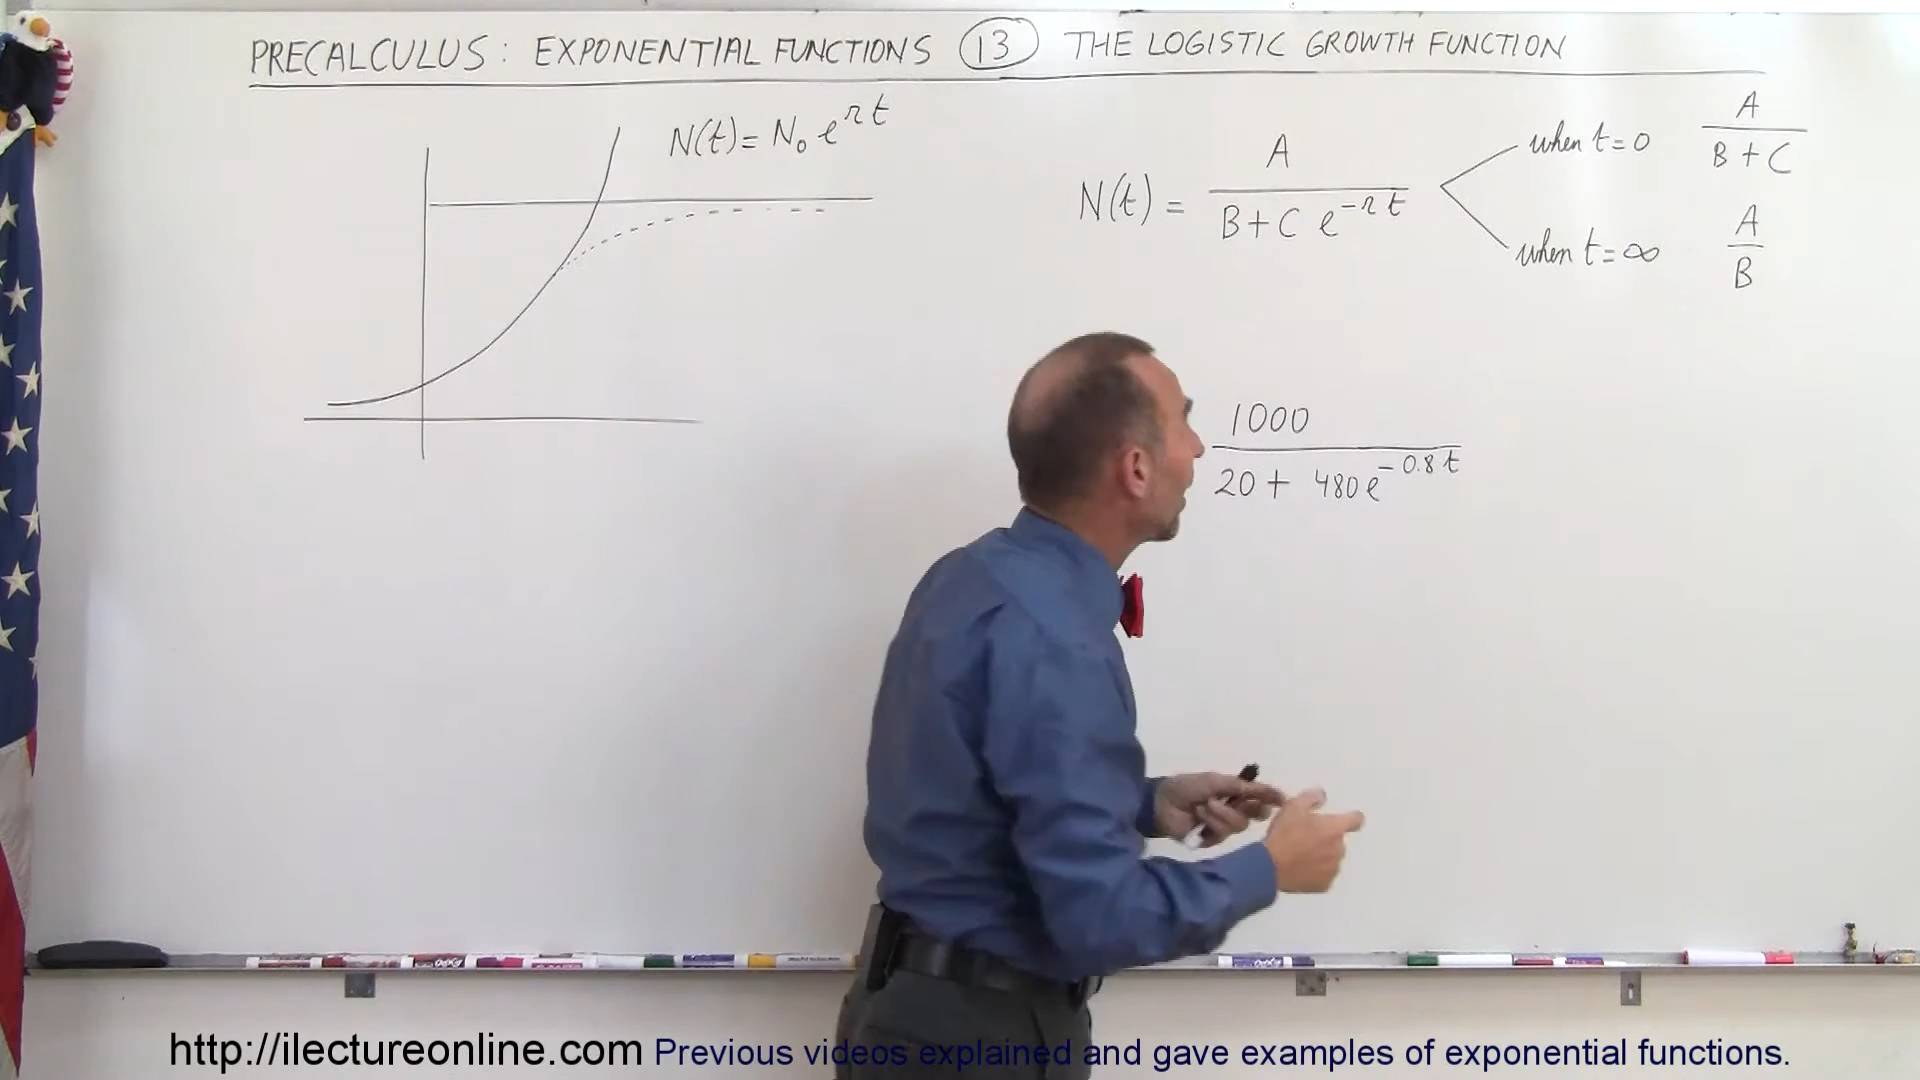 PRECALCULUS: EXPONENTIAL FUNCTIONS 13 THE LOGISTIC GROWTH FUNCTION
N(t) = N₀ e^rt
N(t) = A / (B + C e^-rt)
when t = 0 A / (B + C)
when t = ∞ A / B
1000 / (20 + 480e^-0.8t)
http://ilectureonline.com Previous videos explained and gave examples of exponential functions.